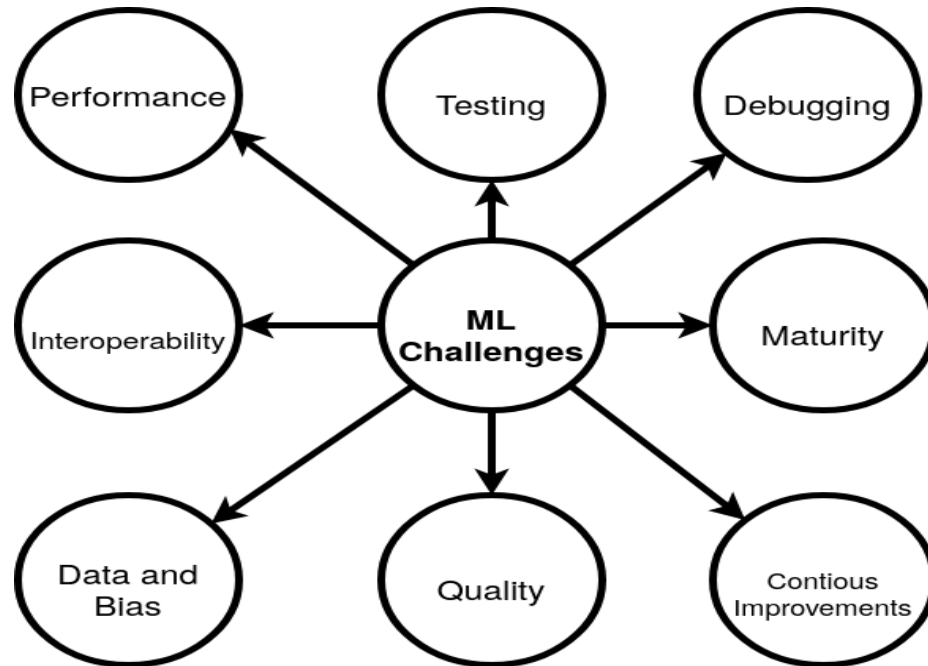 Performance
Testing
Debugging
Interoperability
ML
Challenges
Maturity
Data and
Bias
Quality
Contious
Improvements